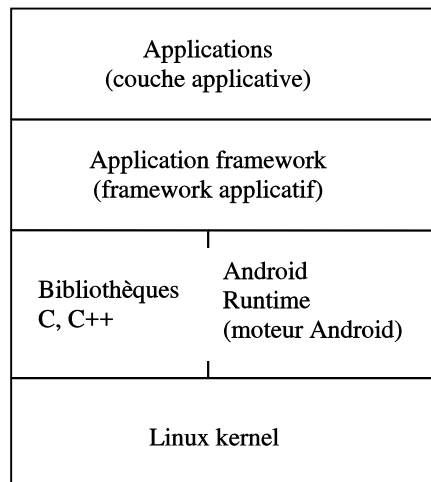 Applications
(couche applicative)
Application framework
(framework applicatif)
Bibliothèques
C, C++
Android
Runtime
(moteur Android)
Linux kernel